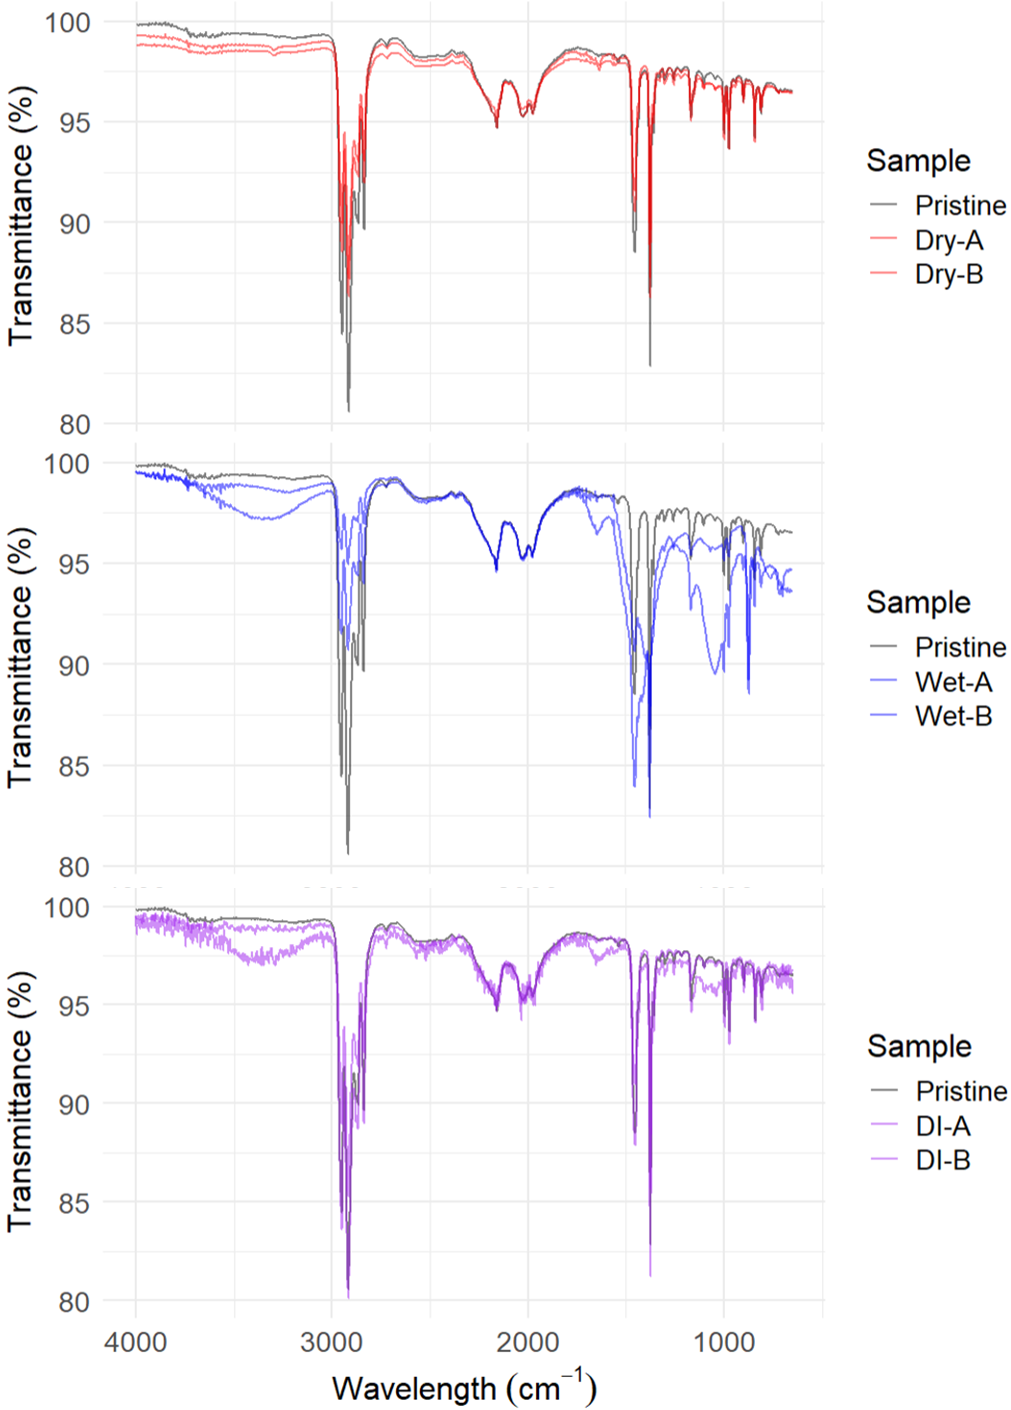 100
95
90
85
80
Transmittance (%)
Sample
Pristine
Dry-A
Dry-B
100
95
90
85
80
Transmittance (%)
Sample
Pristine
Wet-A
Wet-B
100
95
90
85
80
Transmittance (%)
Sample
Pristine
DI-A
DI-B
4000 3000 2000 1000
Wavelength (cm⁻¹)